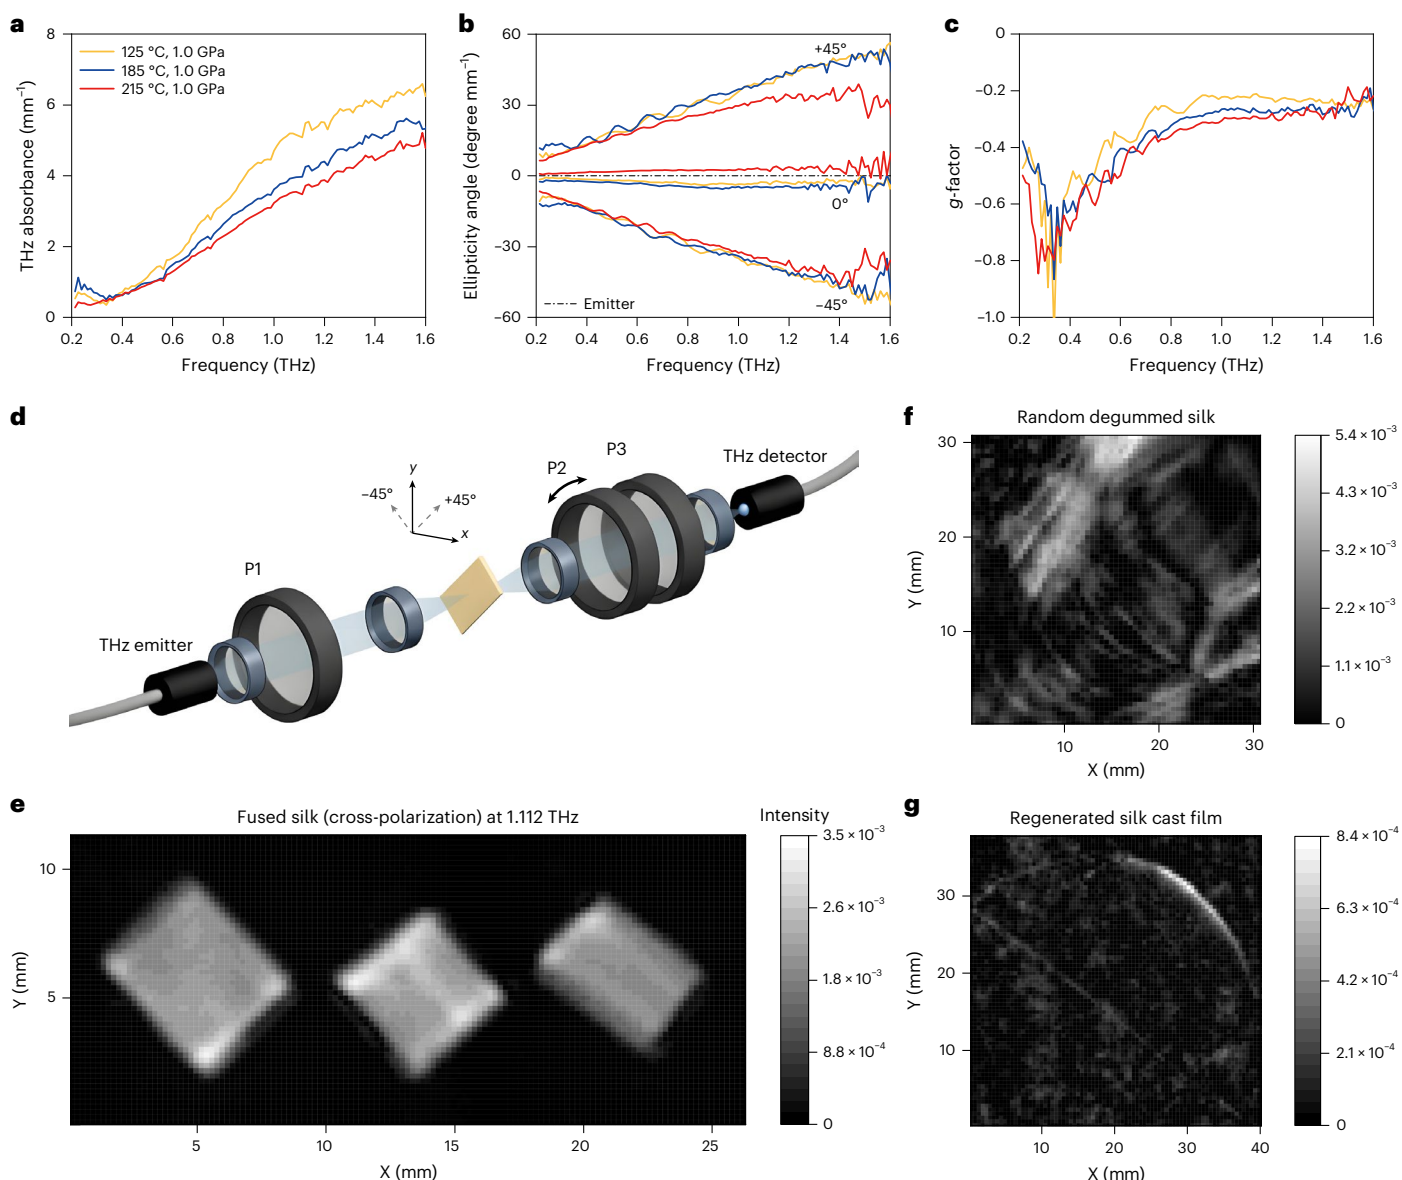 a
8
6
4
2
0
THz absorbance (mm⁻¹)
125 °C, 1.0 GPa
185 °C, 1.0 GPa
215 °C, 1.0 GPa
0.2 0.4 0.6 0.8 1.0 1.2 1.4 1.6
Frequency (THz)
b
60
30
0
−30
−60
Ellipticity angle (degree mm⁻¹)
+45°
0°
−45°
Emitter
0.2 0.4 0.6 0.8 1.0 1.2 1.4 1.6
Frequency (THz)
c
0
−0.2
−0.4
−0.6
−0.8
−1.0
g-factor
0.2 0.4 0.6 0.8 1.0 1.2 1.4 1.6
Frequency (THz)
d
THz emitter
P1
y
−45°
+45°
x
P2
P3
THz detector
f
Random degummed silk
30
20
10
Y (mm)
10 20 30
X (mm)
5.4 × 10⁻³
4.3 × 10⁻³
3.2 × 10⁻³
2.2 × 10⁻³
1.1 × 10⁻³
0
e
Fused silk (cross-polarization) at 1.112 THz
10
5
Y (mm)
5 10 15 20 25
X (mm)
Intensity
3.5 × 10⁻³
2.6 × 10⁻³
1.8 × 10⁻³
8.8 × 10⁻⁴
0
g
Regenerated silk cast film
30
20
10
Y (mm)
10 20 30 40
X (mm)
8.4 × 10⁻⁴
6.3 × 10⁻⁴
4.2 × 10⁻⁴
2.1 × 10⁻⁴
0